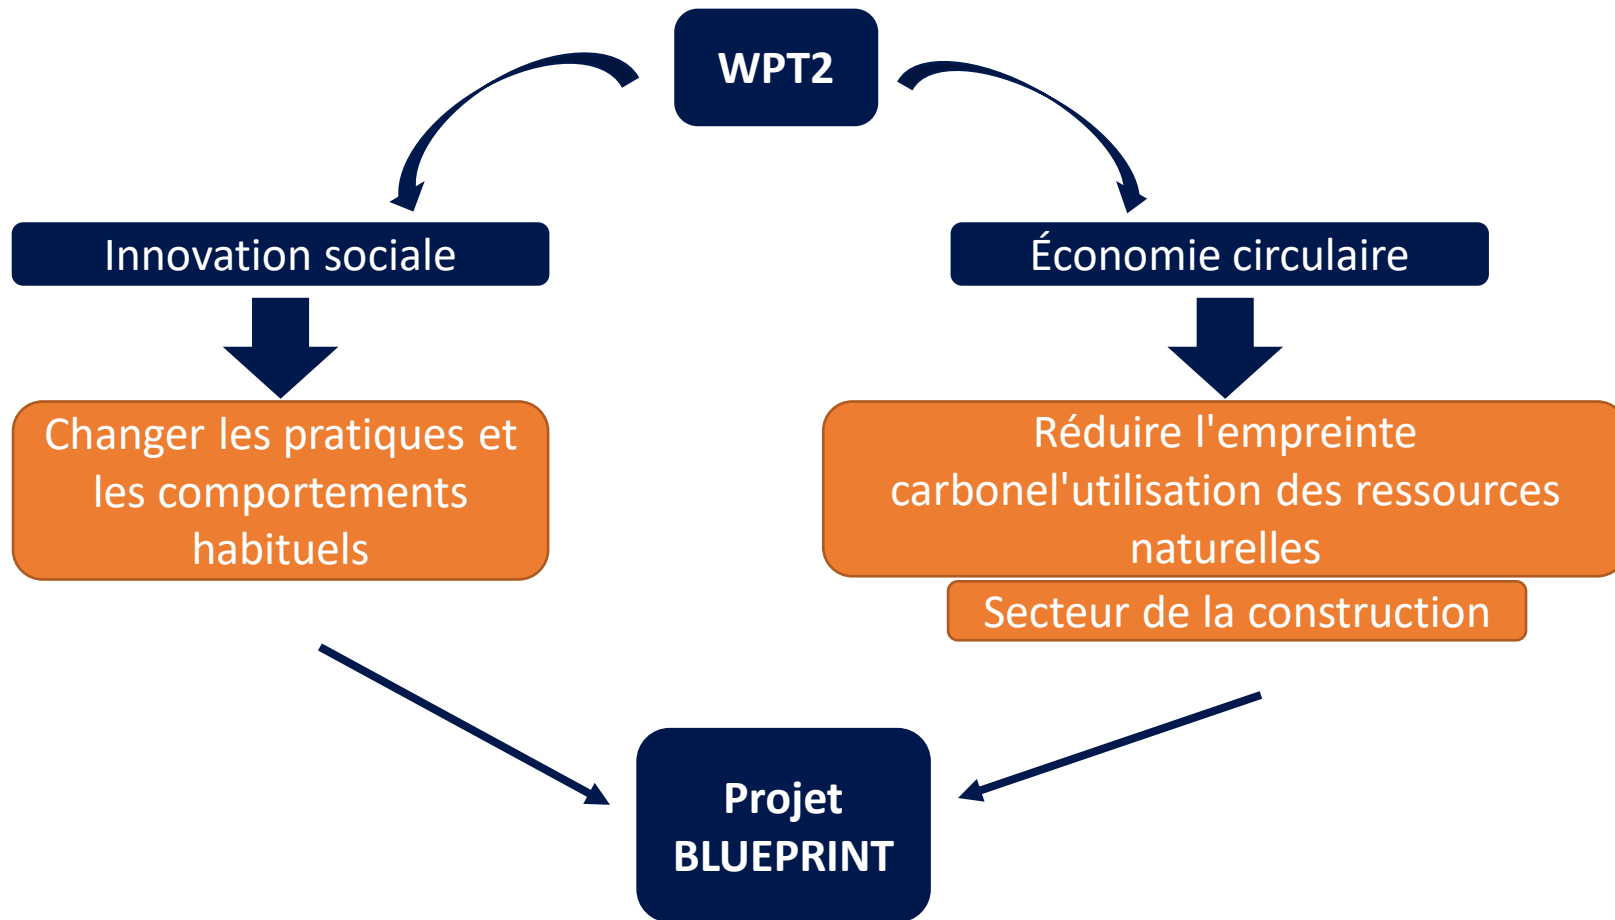 WPT2
Innovation sociale
Économie circulaire
Changer les pratiques et
les comportements
habituels
Réduire l'empreinte
carbonel'utilisation des ressources
naturelles
Secteur de la construction
Projet
BLUEPRINT